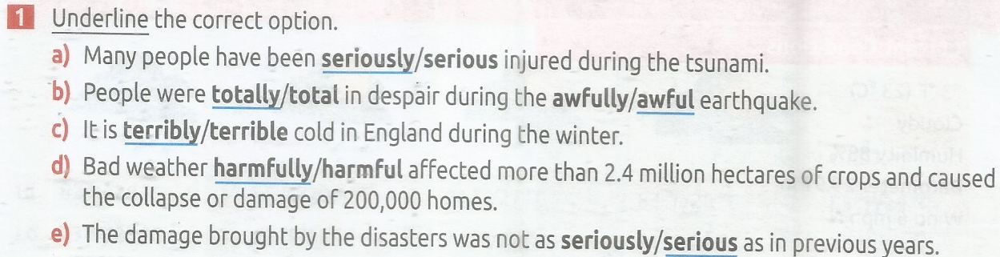 1 Underline the correct option.
a) Many people have been seriously/serious injured during the tsunami.
b) People were totally/total in despair during the awfully/awful earthquake.
c) It is terribly/terrible cold in England during the winter.
d) Bad weather harmfully/harmful affected more than 2.4 million hectares of crops and caused
the collapse or damage of 200,000 homes.
e) The damage brought by the disasters was not as seriously/serious as in previous years.